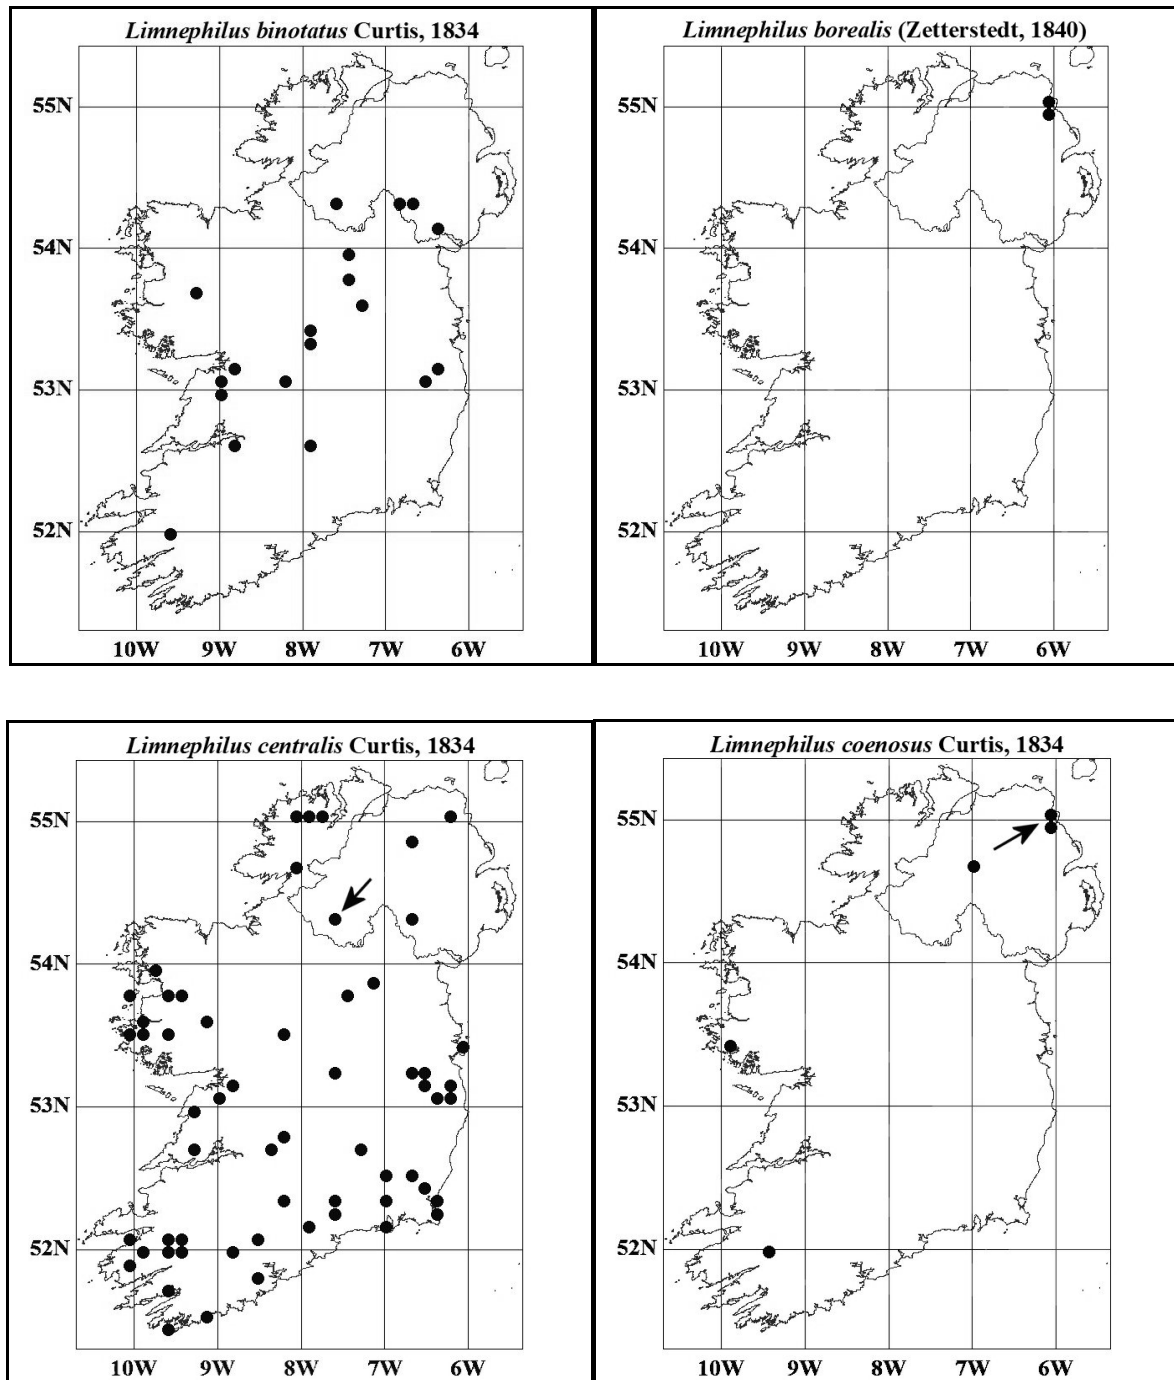 Limnephilus binotatus Curtis, 1834
55N
54N
53N
52N
10W 9W 8W 7W 6W
Limnephilus borealis (Zetterstedt, 1840)
55N
54N
53N
52N
10W 9W 8W 7W 6W
Limnephilus centralis Curtis, 1834
55N
54N
53N
52N
10W 9W 8W 7W 6W
Limnephilus coenosus Curtis, 1834
55N
54N
53N
52N
10W 9W 8W 7W 6W